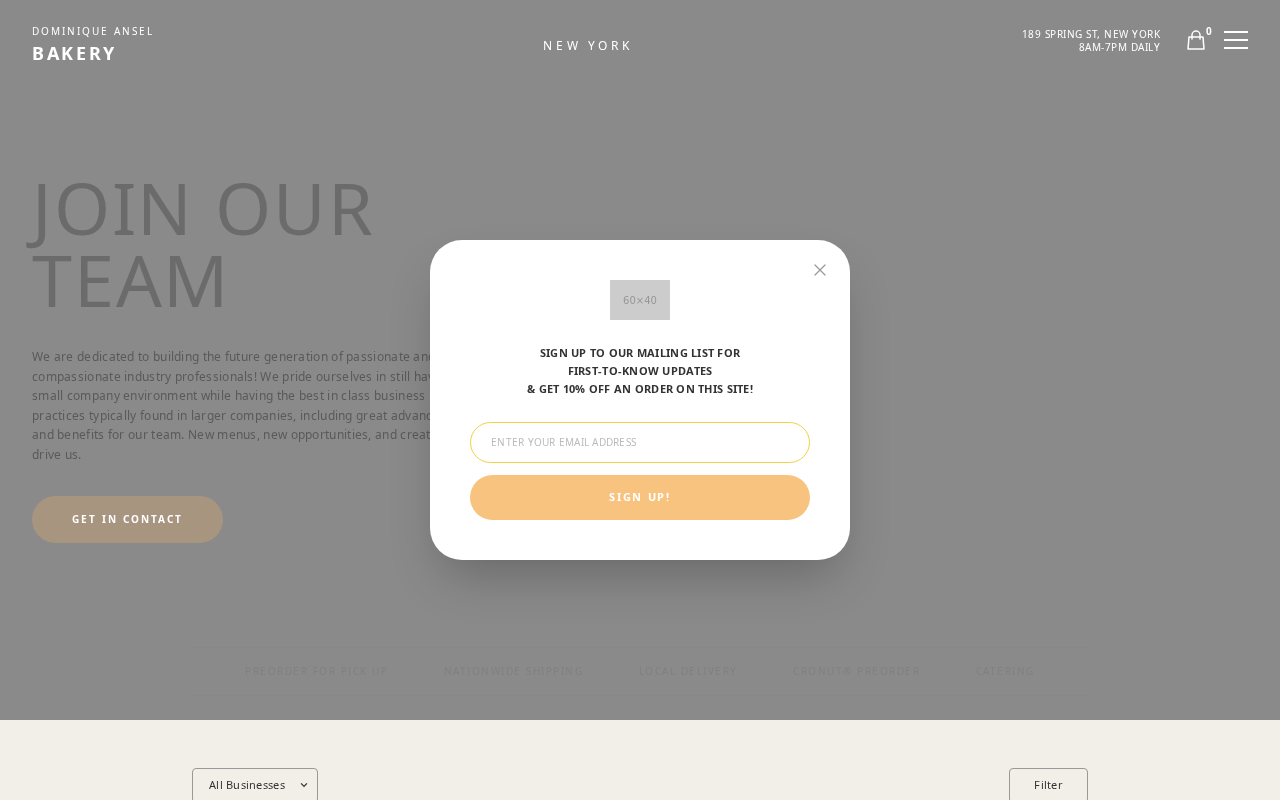 DOMINIQUE ANSEL
BAKERY
NEW YORK
189 SPRING ST, NEW YORK
8AM-7PM DAILY
0
JOIN OUR
TEAM
We are dedicated to building the future generation of passionate and
compassionate industry professionals! We pride ourselves in still
small company environment while having the best in class business
practices typically found in larger companies, including great
and benefits for our team. New menus, new opportunities, and
drive us.
GET IN CONTACT
60×40
SIGN UP TO OUR MAILING LIST FOR
FIRST-TO-KNOW UPDATES
& GET 10% OFF AN ORDER ON THIS SITE!
ENTER YOUR EMAIL ADDRESS
SIGN UP!
PREORDER FOR PICK-UP NATIONWIDE SHIPPING LOCAL DELIVERY CRONUT® PREORDER CATERING
All Businesses
Filter